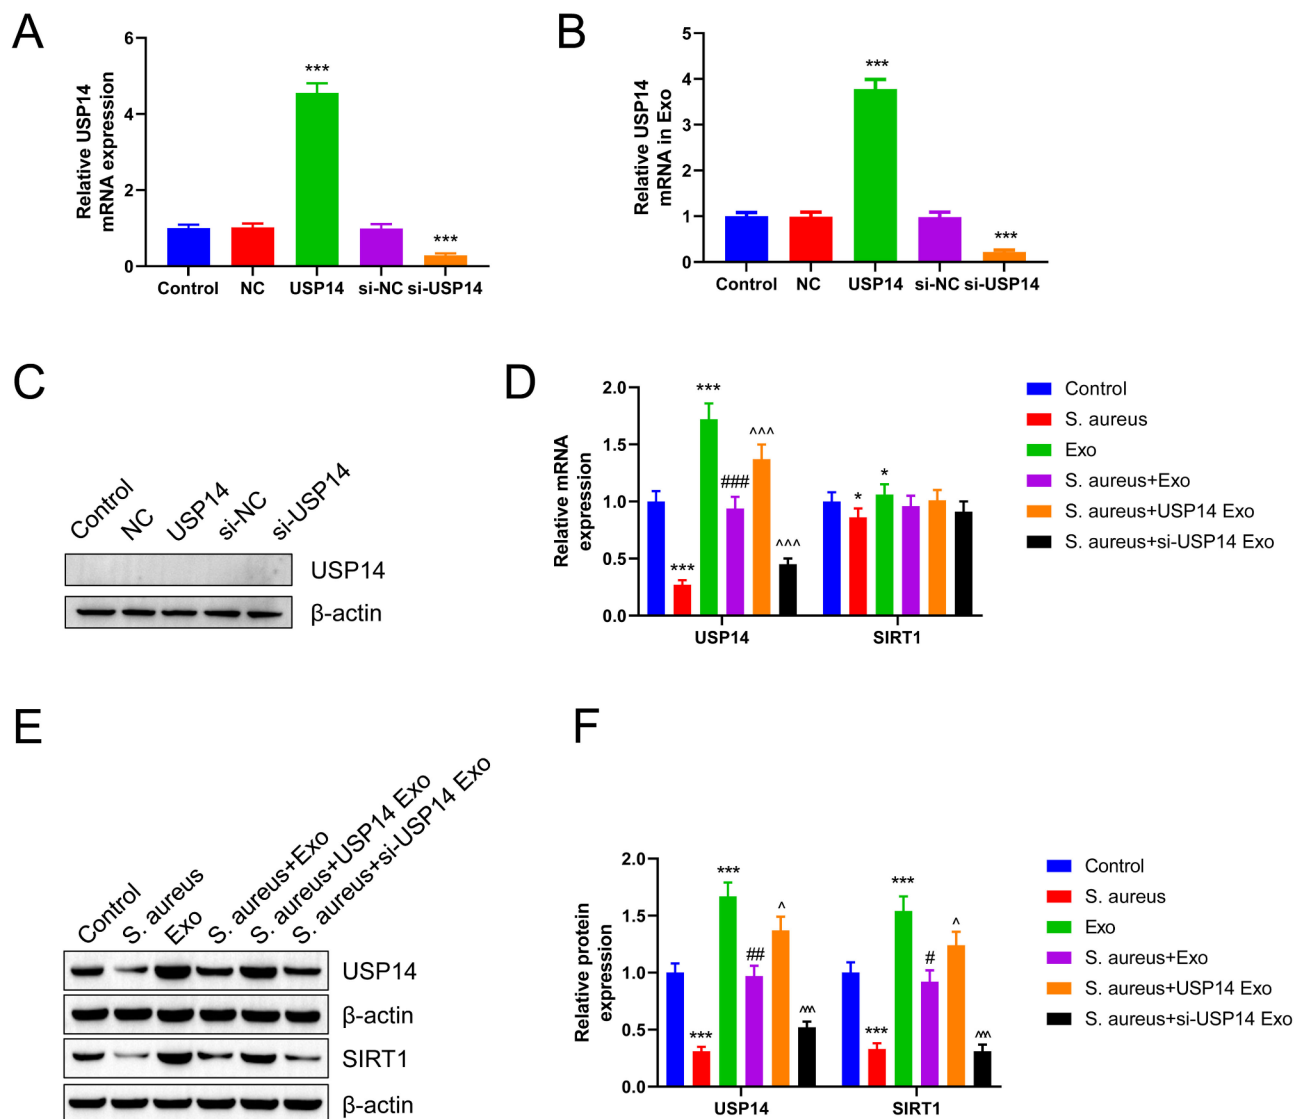 A
Relative USP14
mRNA expression
6
4
2
0
***
***
Control NC USP14 si-NC si-USP14
B
Relative USP14
mRNA in Exo
5
4
3
2
1
0
***
***
Control NC USP14 si-NC si-USP14
C
Control
NC
USP14
si-NC
si-USP14
USP14
β-actin
D
Relative mRNA
expression
2.0
1.5
1.0
0.5
0.0
***
***
###
^^^
^^^
*
*
USP14 SIRT1
Control
S. aureus
Exo
S. aureus+Exo
S. aureus+USP14 Exo
S. aureus+si-USP14 Exo
E
Control
S. aureus
Exo
S. aureus+Exo
S. aureus+USP14 Exo
S. aureus+si-USP14 Exo
USP14
β-actin
SIRT1
β-actin
F
Relative protein
expression
2.0
1.5
1.0
0.5
0.0
***
***
##
^
^^^
***
***
#
^
^^^
USP14 SIRT1
Control
S. aureus
Exo
S. aureus+Exo
S. aureus+USP14 Exo
S. aureus+si-USP14 Exo